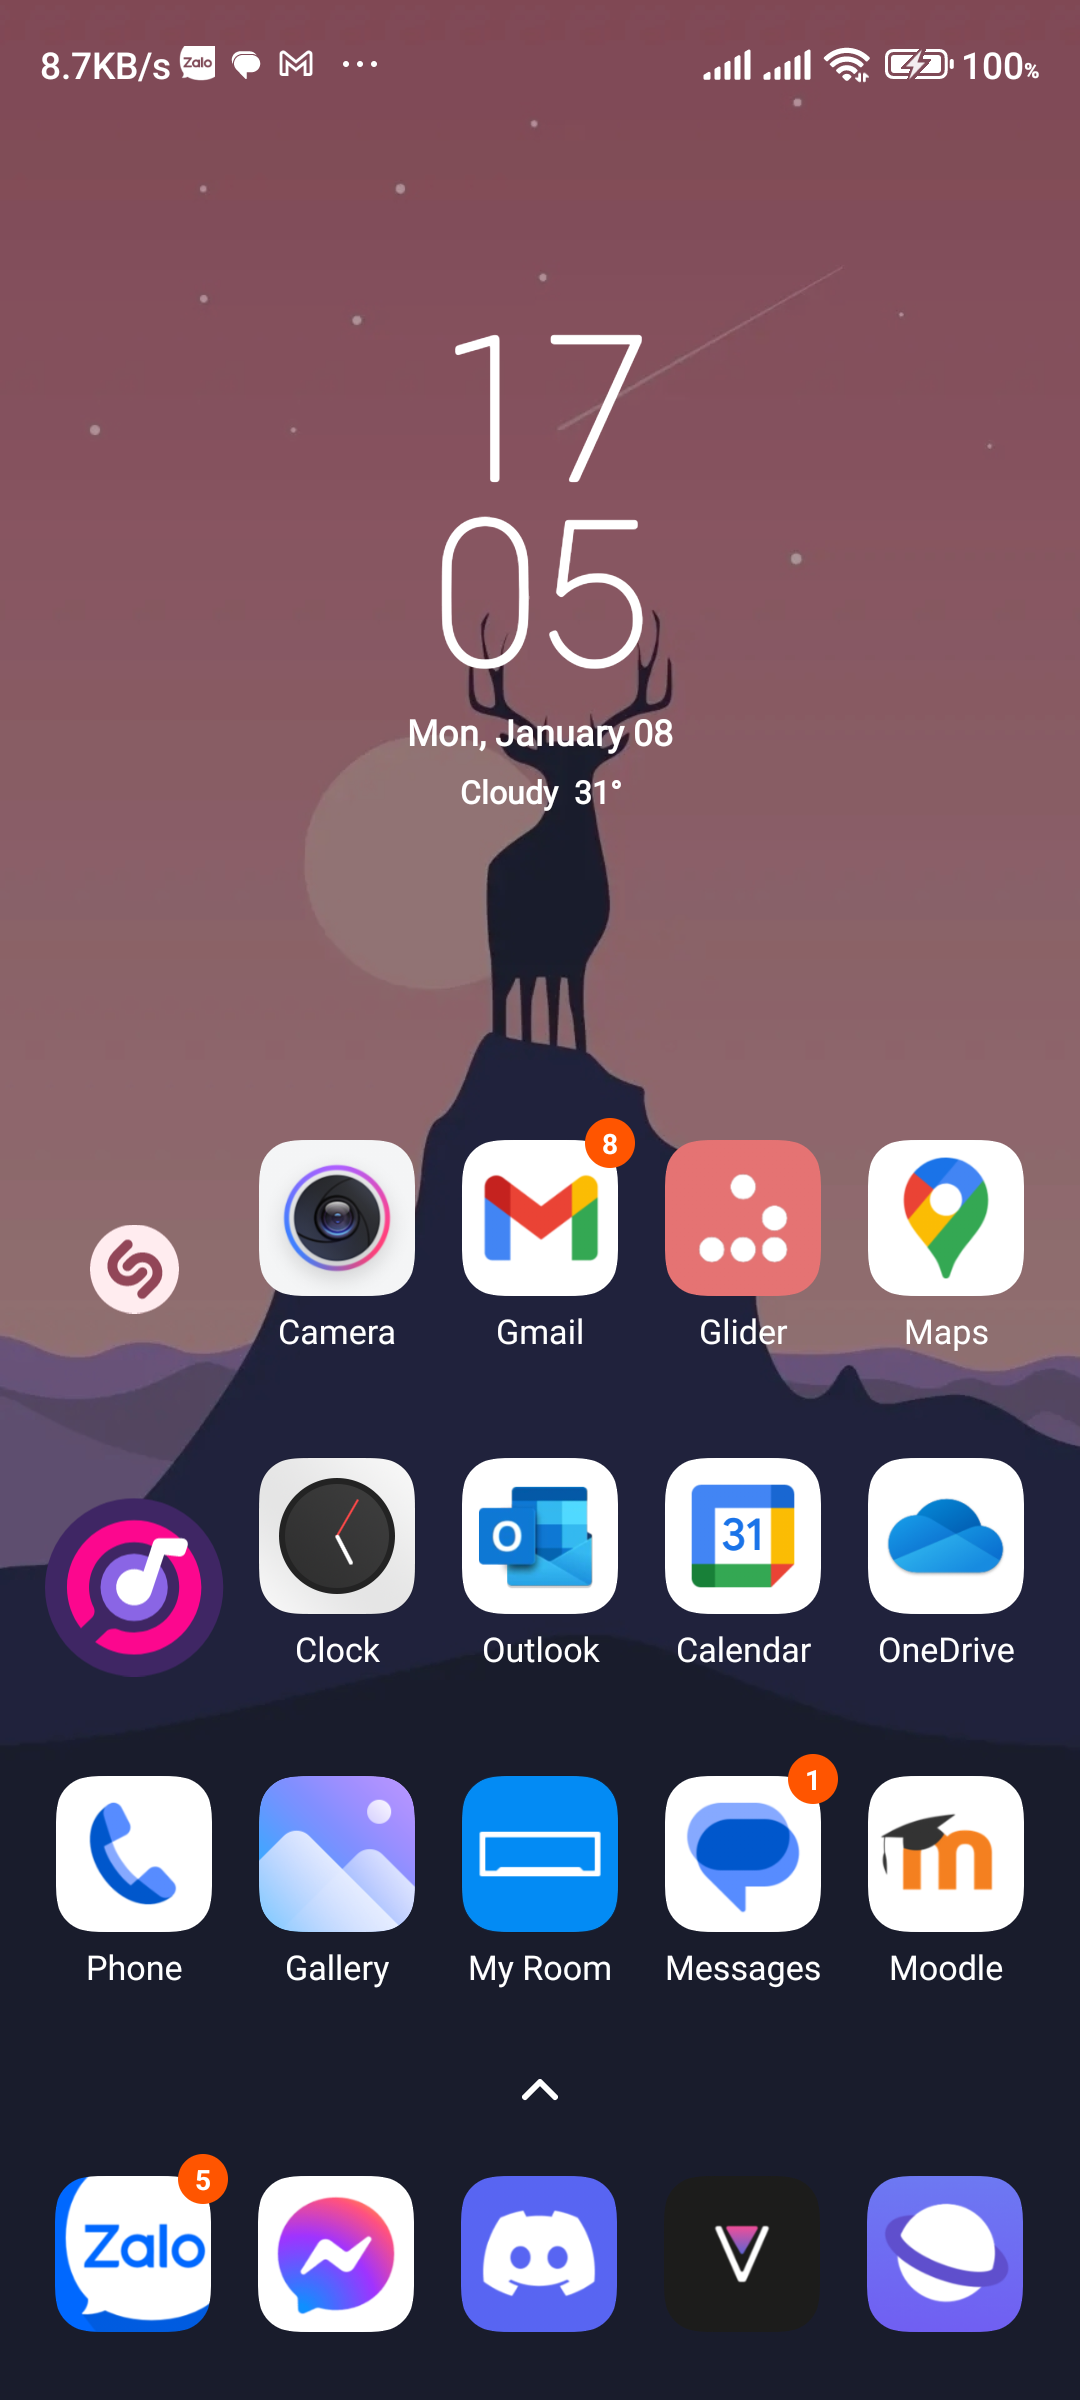 8.7KB/s Zalo 100%
17
05
Mon, January 08
Cloudy 31°
8
Camera Gmail Glider Maps
31
Clock Outlook Calendar OneDrive
1
Phone Gallery My Room Messages Moodle
5
Zalo